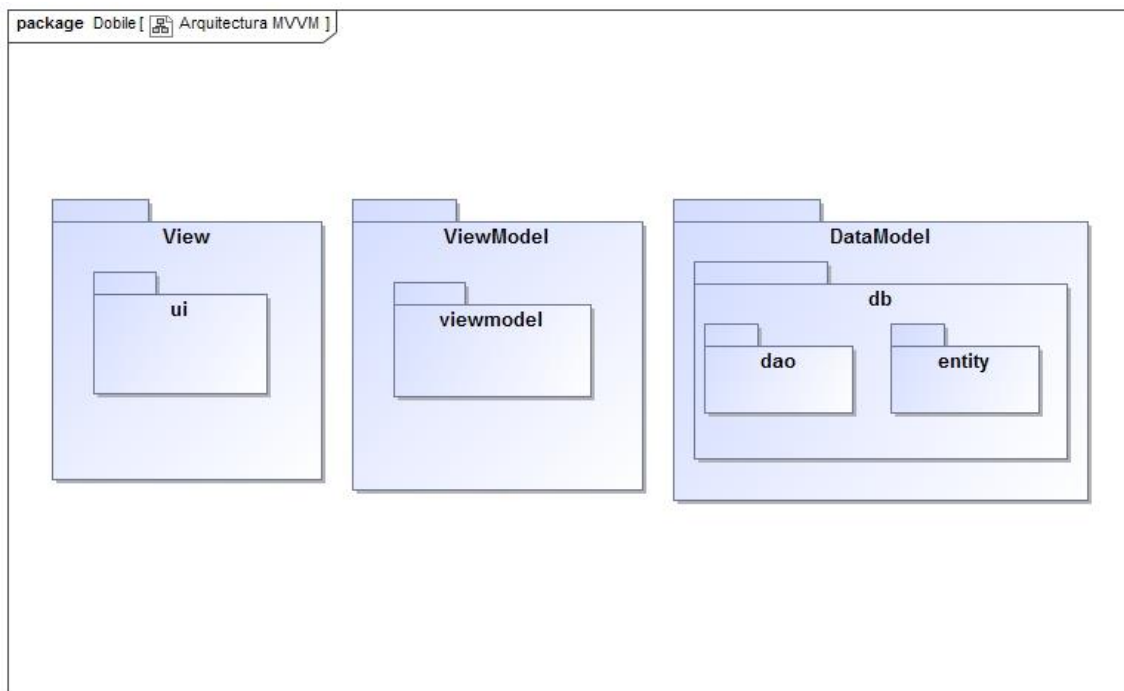 package Dobile [ Arquitectura MVVM ]
View
ViewModel
DataModel
ui
viewmodel
db
dao
entity